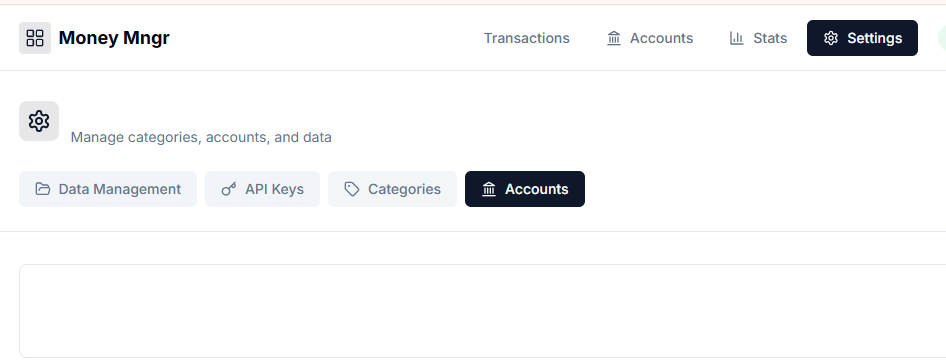 Money Mngr Transactions Accounts Stats Settings
Manage categories, accounts, and data
Data Management API Keys Categories Accounts